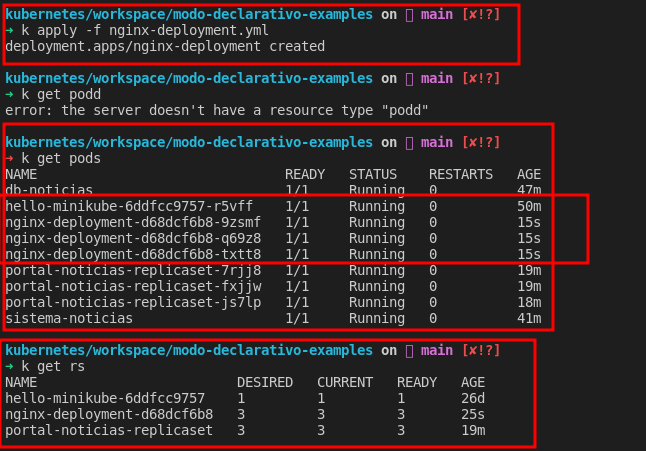 kubernetes/workspace/modo-declarativo-examples on  main [✘!?]
➜ k apply -f nginx-deployment.yml
deployment.apps/nginx-deployment created
kubernetes/workspace/modo-declarativo-examples on  main [✘!?]
➜ k get podd
error: the server doesn't have a resource type "podd"
kubernetes/workspace/modo-declarativo-examples on  main [✘!?]
➜ k get pods
NAME READY STATUS RESTARTS AGE
db-noticias 1/1 Running 0 47m
hello-minikube-6ddfcc9757-r5vff 1/1 Running 0 50m
nginx-deployment-d68dcf6b8-9zsmf 1/1 Running 0 15s
nginx-deployment-d68dcf6b8-q69z8 1/1 Running 0 15s
nginx-deployment-d68dcf6b8-txtt8 1/1 Running 0 15s
portal-noticias-replicaset-7rjj8 1/1 Running 0 19m
portal-noticias-replicaset-fxjjw 1/1 Running 0 19m
portal-noticias-replicaset-js7lp 1/1 Running 0 18m
sistema-noticias 1/1 Running 0 41m
kubernetes/workspace/modo-declarativo-examples on  main [✘!?]
➜ k get rs
NAME DESIRED CURRENT READY AGE
hello-minikube-6ddfcc9757 1 1 1 26d
nginx-deployment-d68dcf6b8 3 3 3 25s
portal-noticias-replicaset 3 3 3 19m